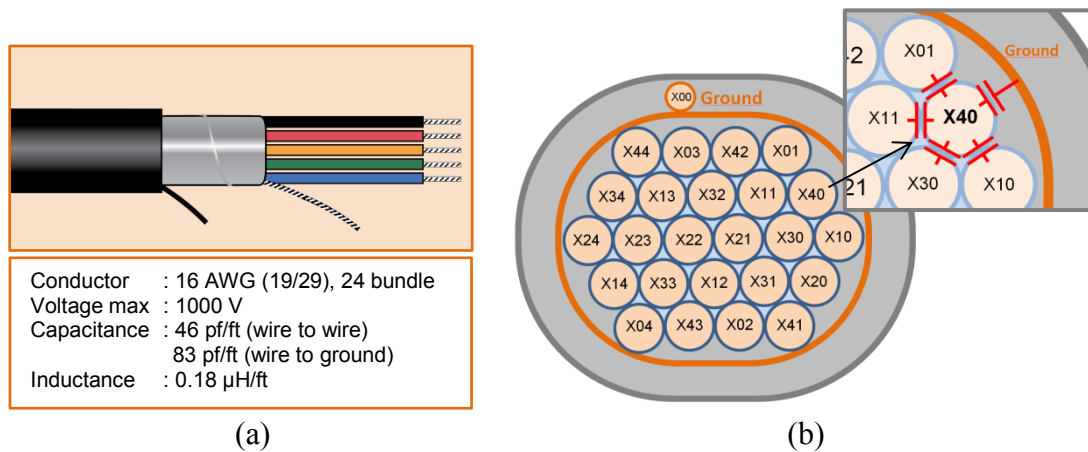 Conductor : 16 AWG (19/29), 24 bundle
Voltage max : 1000 V
Capacitance : 46 pf/ft (wire to wire)
83 pf/ft (wire to ground)
Inductance : 0.18 µH/ft
(a)
X00 Ground
X44 X03 X42 X01
X34 X13 X32 X11 X40
X24 X23 X22 X21 X30 X10
X14 X33 X12 X31 X20
X04 X43 X02 X41
X01
Ground
X11 X40
21 X30 X10
(b)